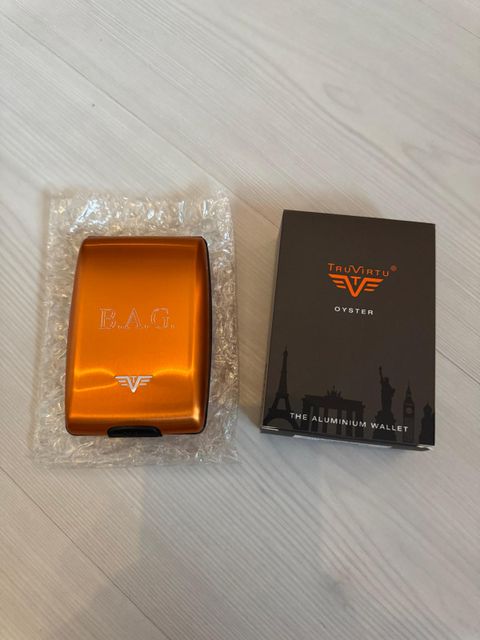 B.A.G.
TRUVIRTU®
OYSTER
THE ALUMINIUM WALLET